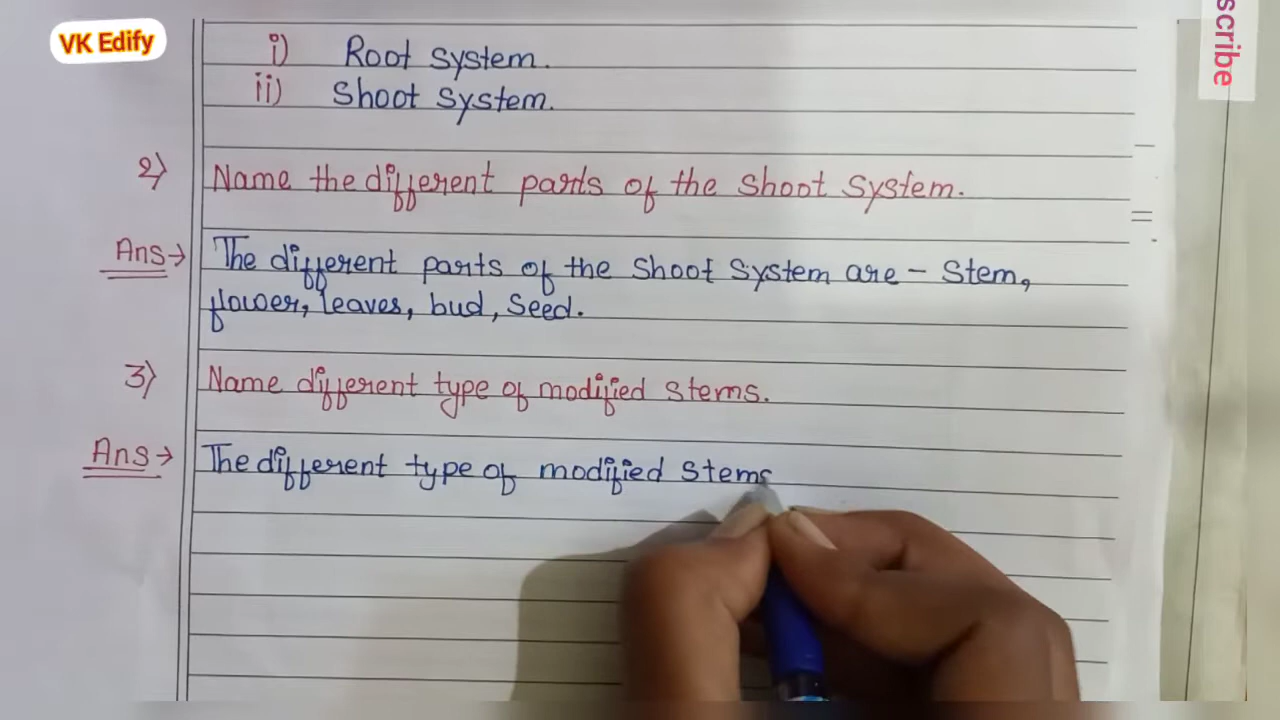 VK Edify
scribe
i) Root System.
ii) Shoot System.
2) Name the different parts of the Shoot System.
Ans→ The different parts of the Shoot System are - Stem,
flower, leaves, bud, Seed.
3) Name different type of modified Stems.
Ans→ The different type of modified Stems